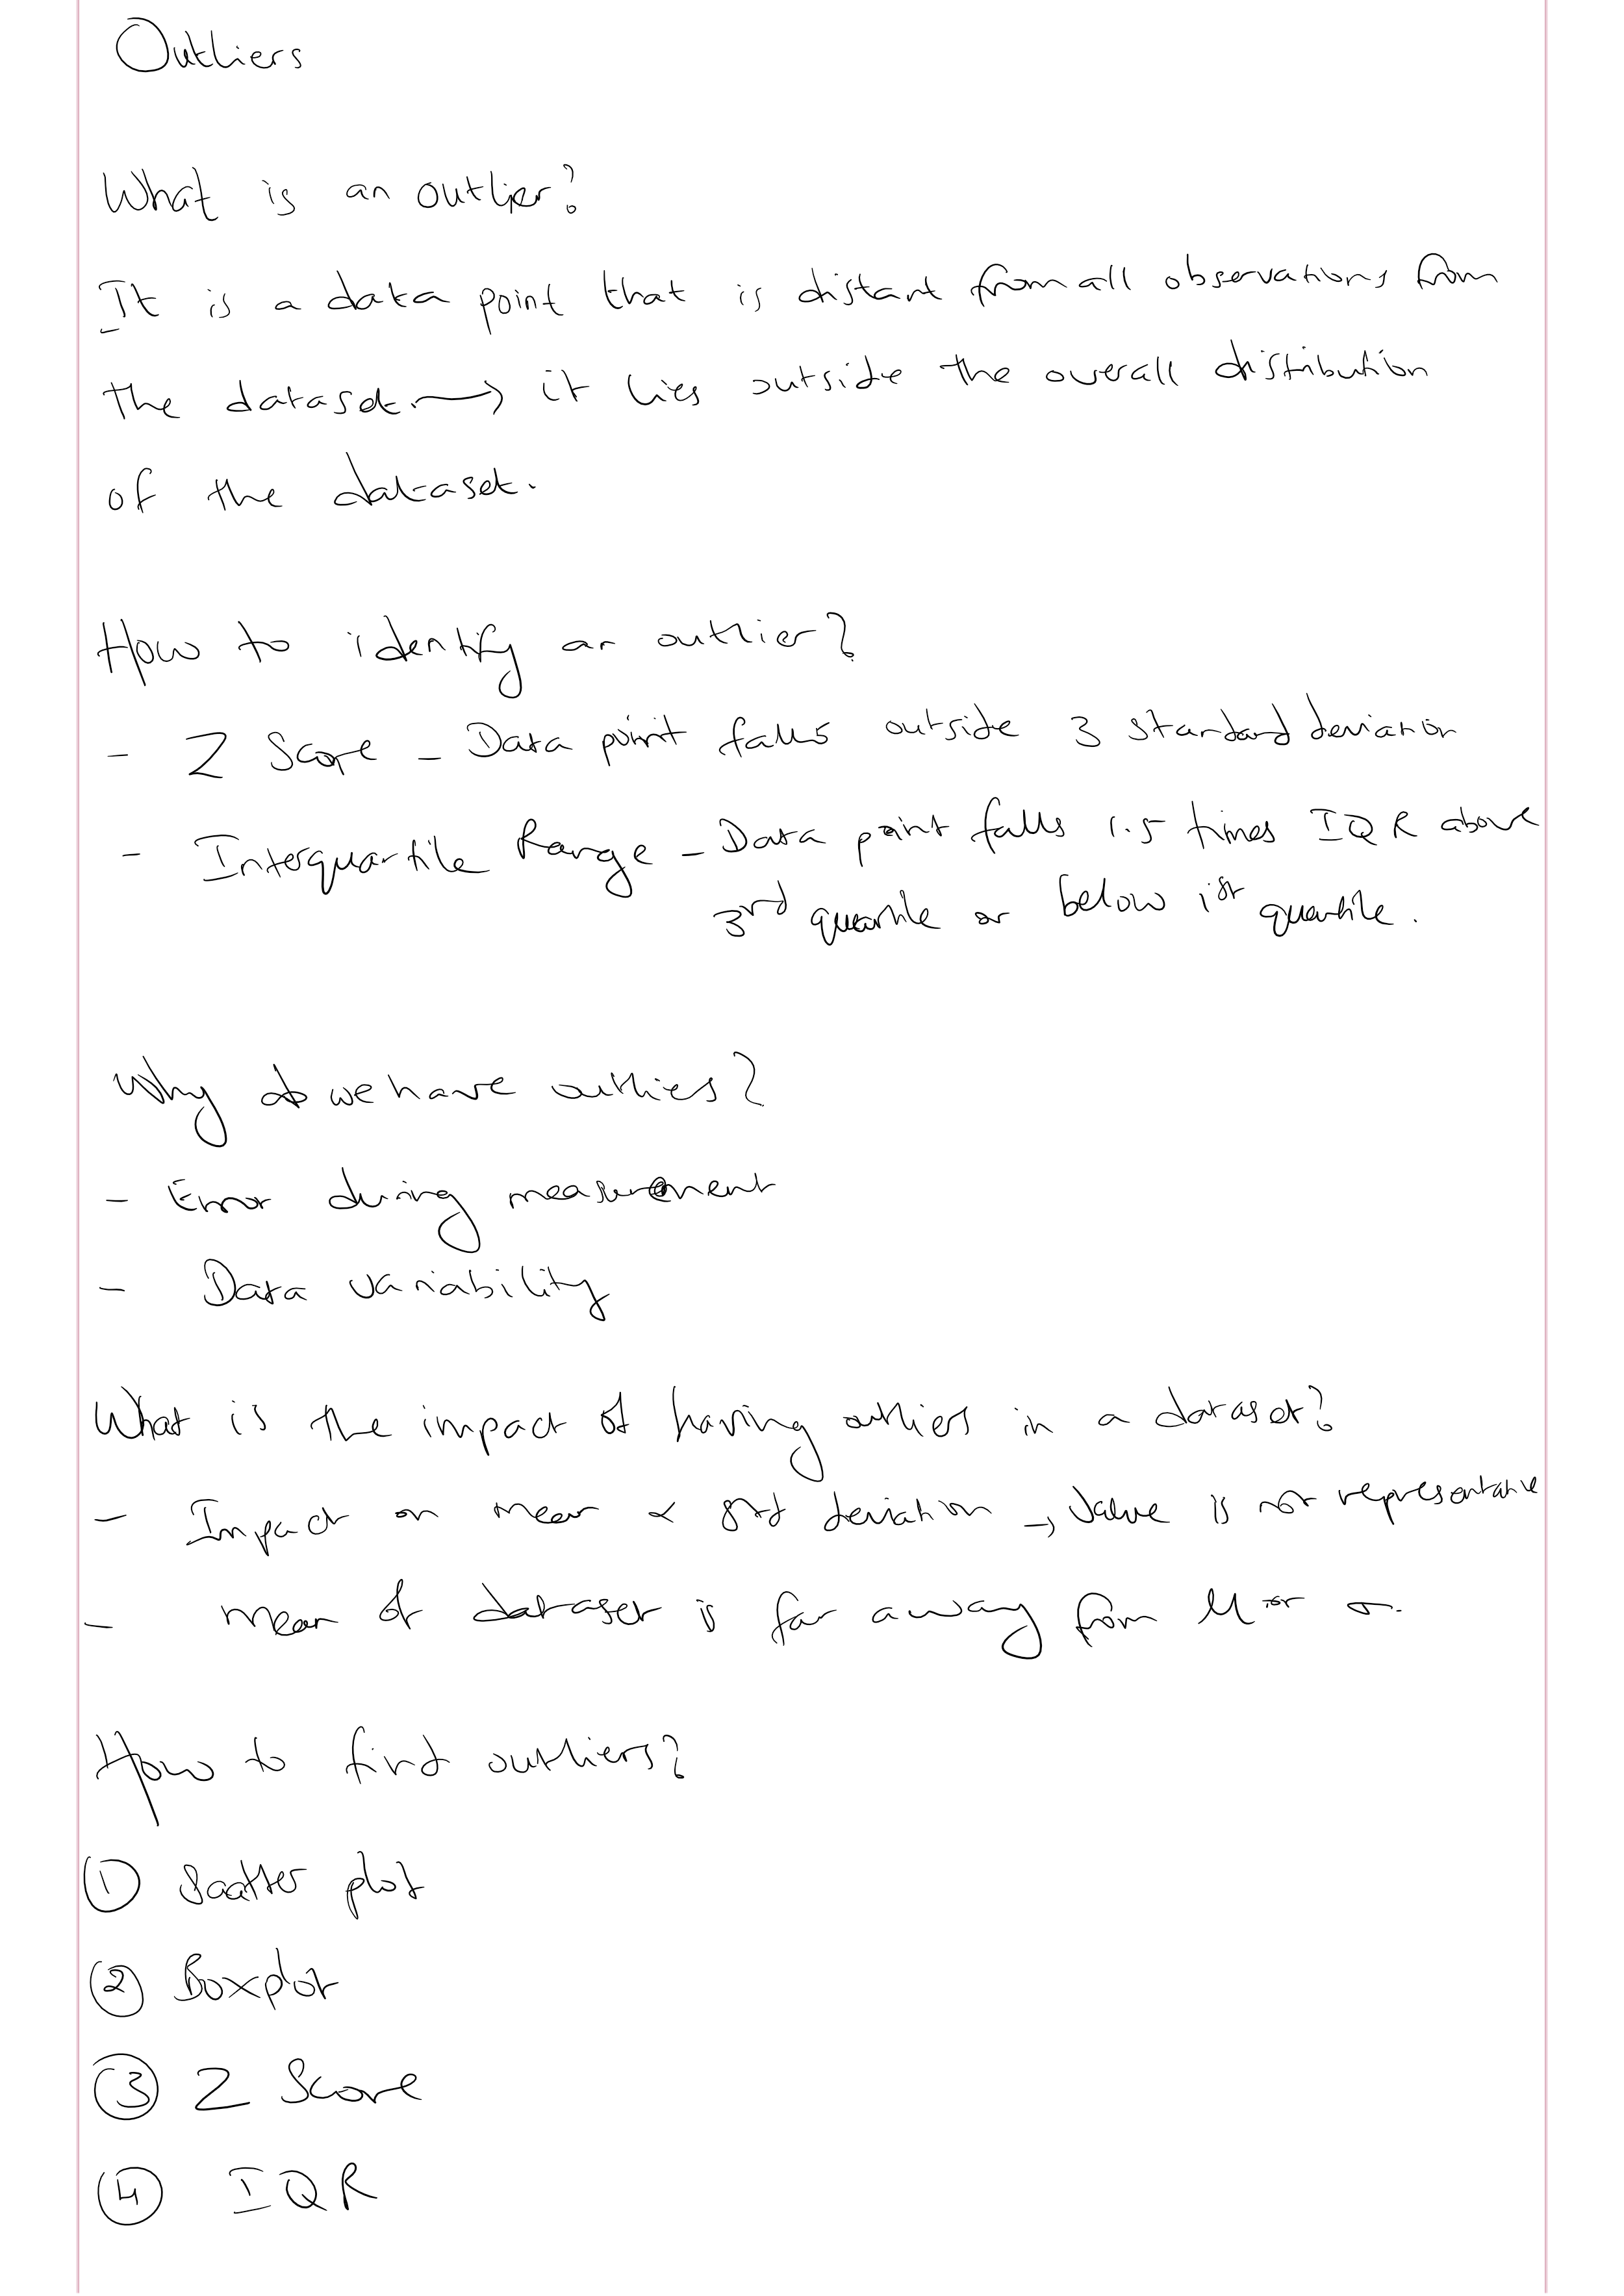 Outliers
What is an outlier?
It is a data point that is distant from all observations from
the dataset. → it lies outside the overall distribution
of the dataset.
How to identify an outlier?
- Z Score - Data point falls outside 3 standard deviation
- Interquartile Range - Data point falls 1.5 times IQR above
3rd quartile or below 1st quartile.
Why do we have outlies?
- Error during measurement
- Data variability
What is the impact of having outliers in a dataset?
- Impact on mean & std deviation → Value is not representative
- mean of dataset is far away from μ or σ.
How to find outliers?
① Scatter plot
② Boxplot
③ Z Score
④ IQR